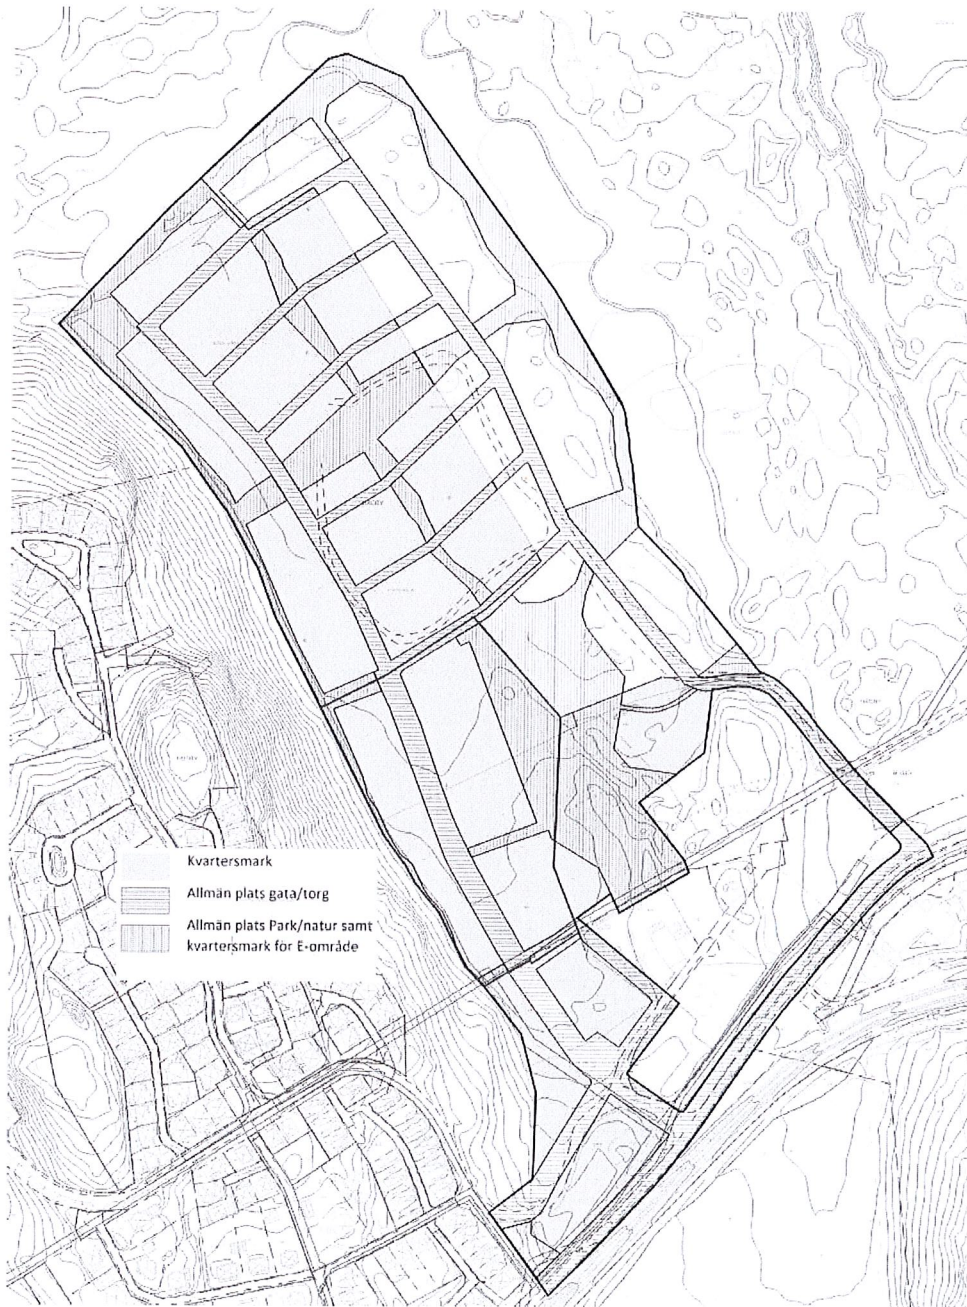 Kvartersmark
Allmän plats gata/torg
Allmän plats Park/natur samt
kvartersmark för E-område